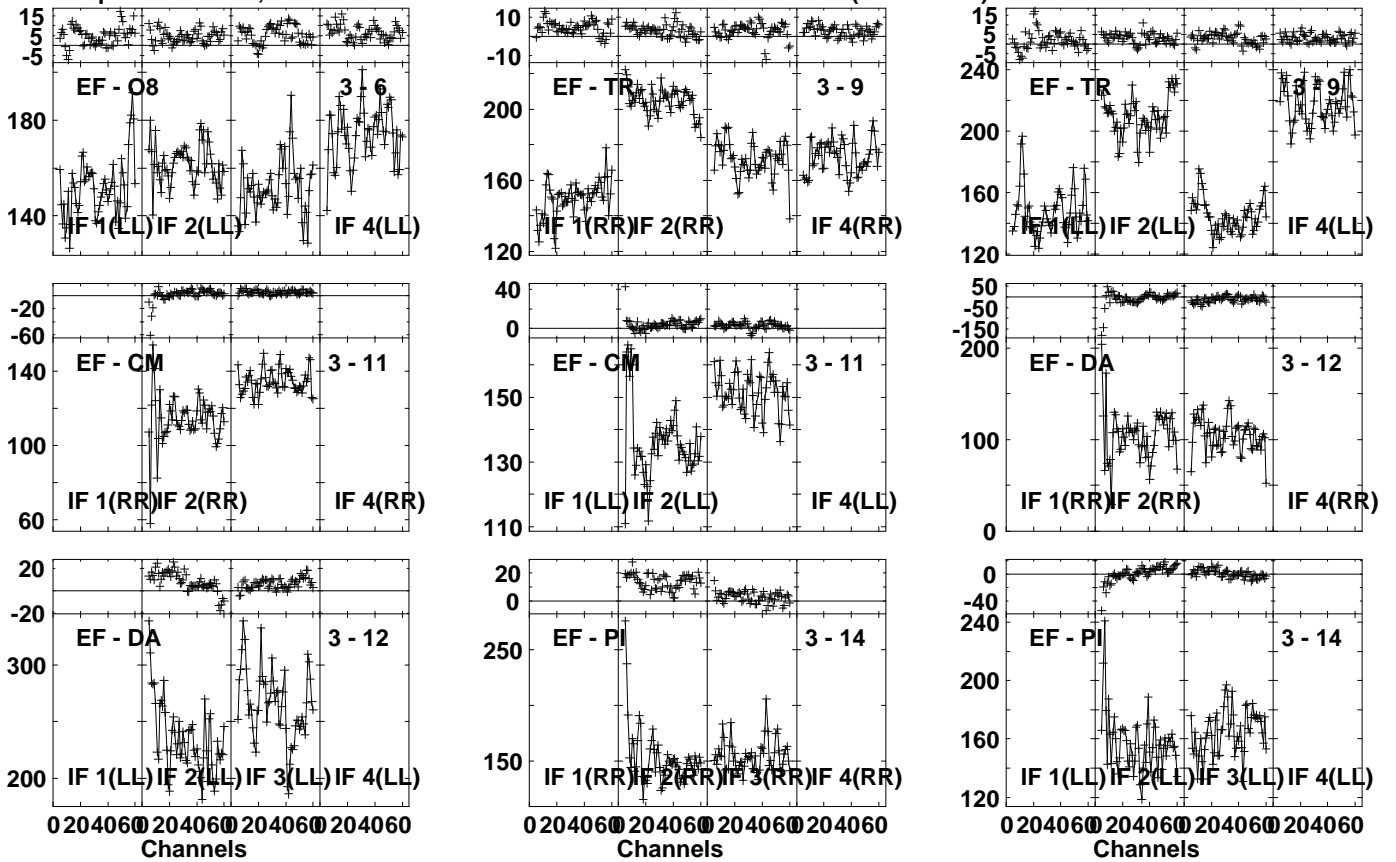 15
5
-5
EF - O8
3 - 6
180
140
IF 1(LL) IF 2(LL)
IF 4(LL)
10
0
-10
EF - TR
3 - 9
200
160
120
IF 1(RR) IF 2(RR)
IF 4(RR)
15
5
-5
EF - TR
3 - 9
240
200
160
120
IF 1(LL) IF 2(LL)
IF 4(LL)
-20
-60
EF - CM
3 - 11
140
100
60
IF 1(RR) IF 2(RR)
IF 4(RR)
40
0
EF - CM
3 - 11
150
130
110
IF 1(LL) IF 2(LL)
IF 4(LL)
50
-50
-150
EF - DA
3 - 12
200
100
0
IF 1(RR) IF 2(RR)
IF 4(RR)
20
0
-20
EF - DA
3 - 12
300
200
IF 1(LL) IF 2(LL) IF 3(LL) IF 4(LL)
0 20 40 60 0 20 40 60 0 20 40 60 0 20 40 60
Channels
20
0
EF - PI
3 - 14
250
150
IF 1(RR) IF 2(RR) IF 3(RR) IF 4(RR)
0 20 40 60 0 20 40 60 0 20 40 60 0 20 40 60
Channels
0
-40
EF - PI
3 - 14
240
200
160
120
IF 1(LL) IF 2(LL) IF 3(LL) IF 4(LL)
0 20 40 60 0 20 40 60 0 20 40 60 0 20 40 60
Channels